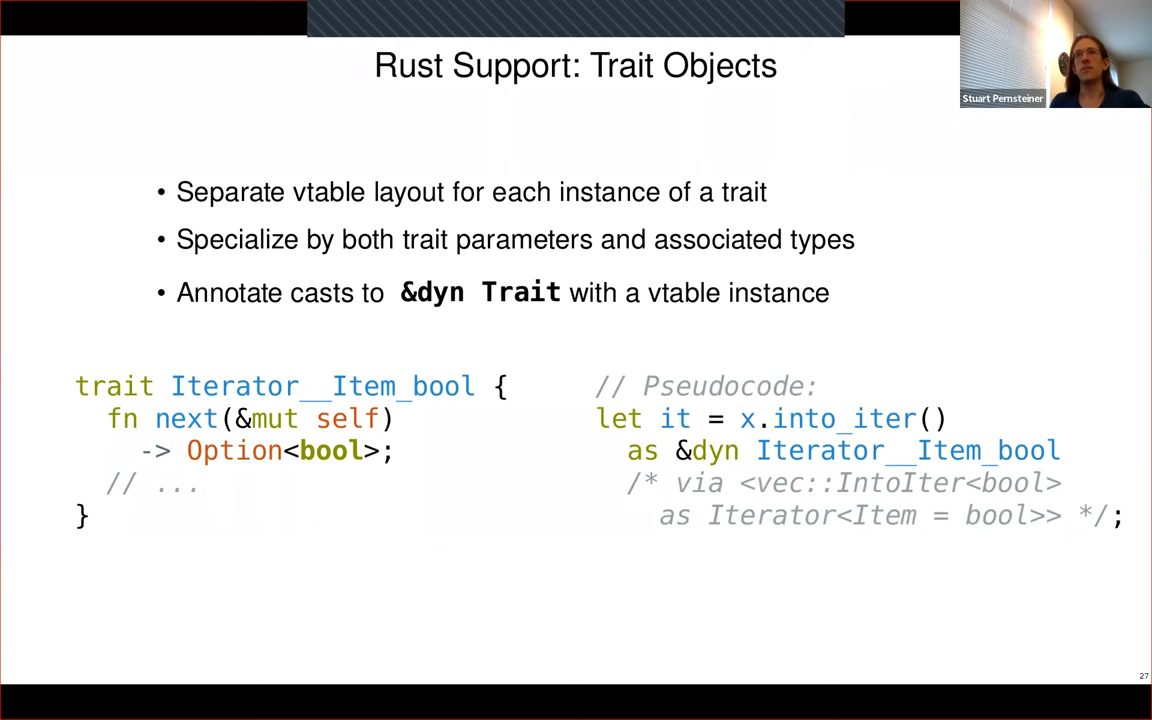 Rust Support: Trait Objects
Stuart Pernsteiner
• Separate vtable layout for each instance of a trait
• Specialize by both trait parameters and associated types
• Annotate casts to &dyn Trait with a vtable instance
trait Iterator__Item_bool {
  fn next(&mut self)
    -> Option<bool>;
  // ...
}
// Pseudocode:
let it = x.into_iter()
  as &dyn Iterator__Item_bool
  /* via <vec::IntoIter<bool>
    as Iterator<Item = bool>> */;
27